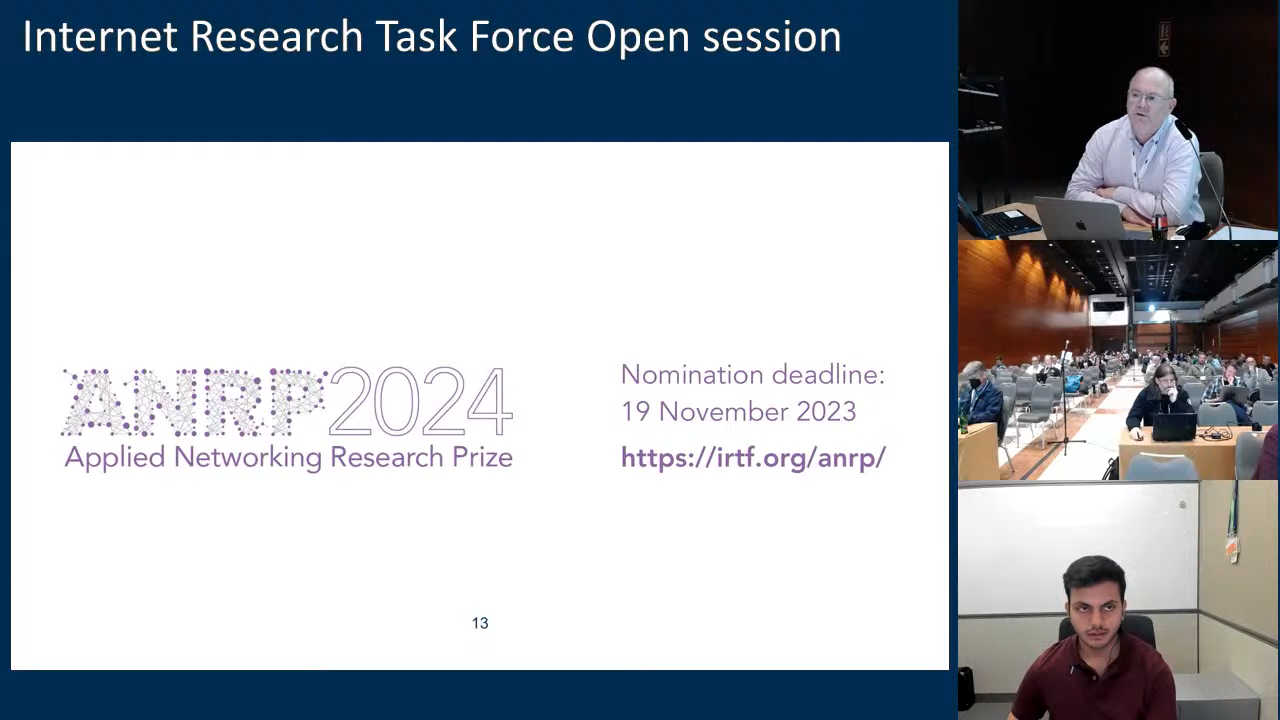 Internet Research Task Force Open session
ANRP2024
Applied Networking Research Prize
Nomination deadline:
19 November 2023
https://irtf.org/anrp/
13